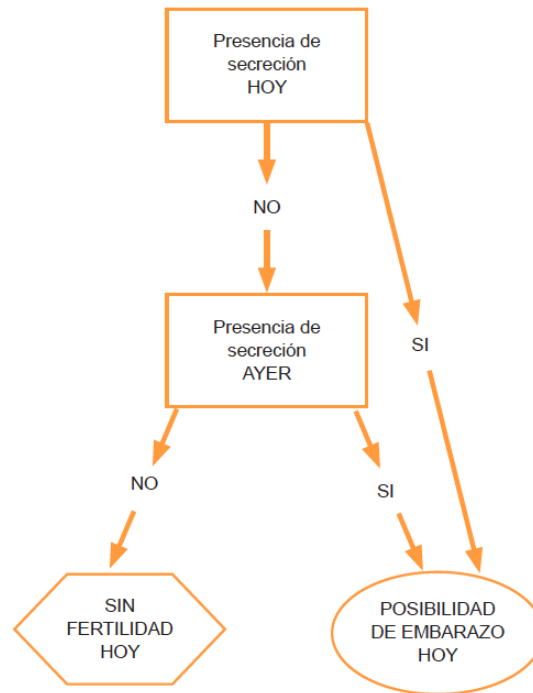 Presencia de
secreción
HOY
NO
Presencia de
secreción
AYER
SI
NO
SI
SIN
FERTILIDAD
HOY
POSIBILIDAD
DE EMBARAZO
HOY